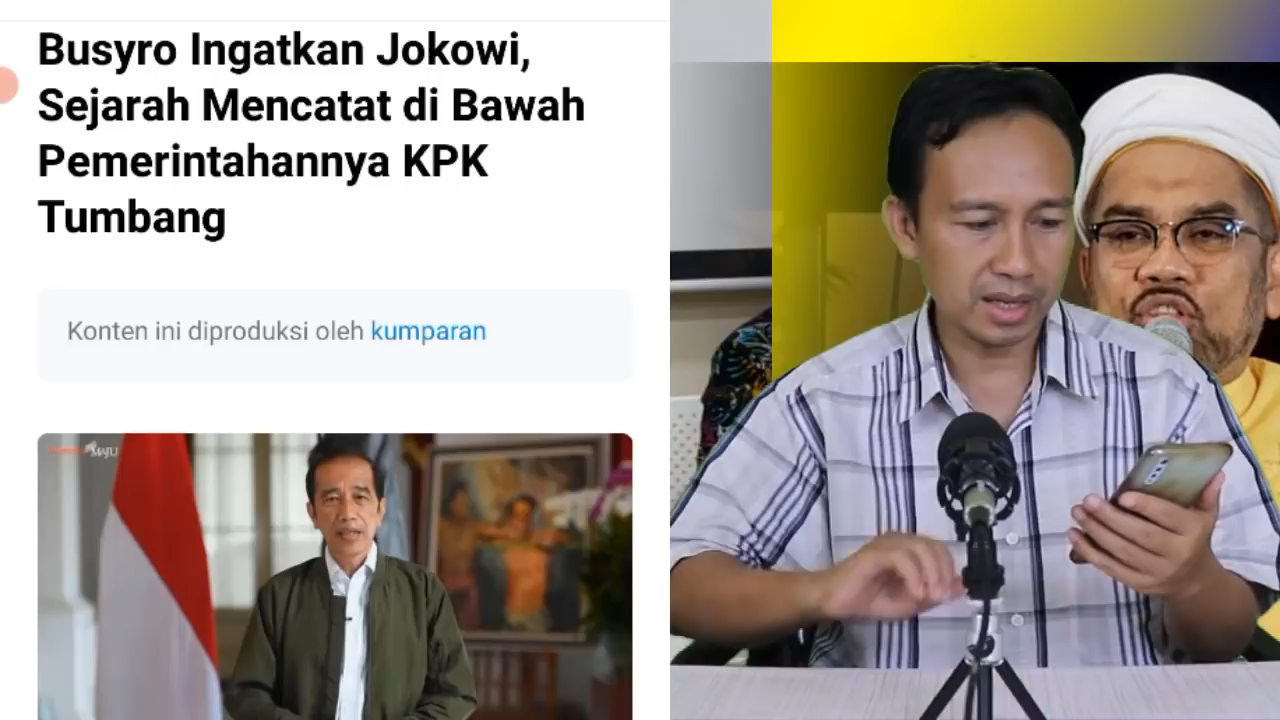 Busyro Ingatkan Jokowi,
Sejarah Mencatat di Bawah
Pemerintahannya KPK
Tumbang
Konten ini diproduksi oleh kumparan